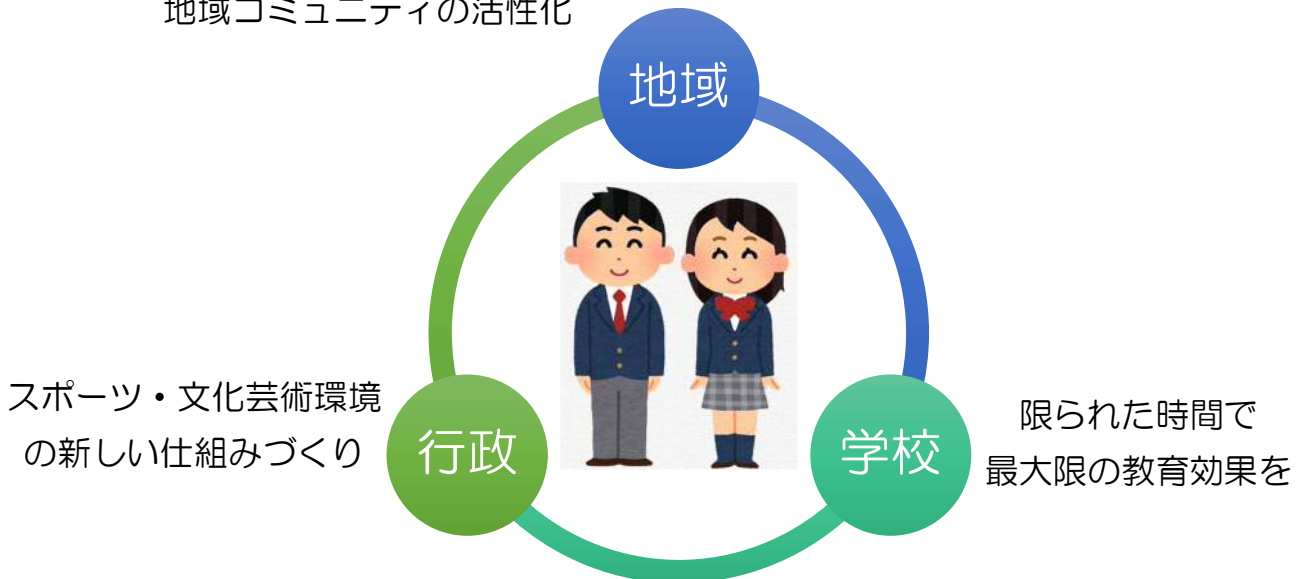 地域コミュニティの活性化
地域
スポーツ・文化芸術環境
の新しい仕組みづくり
行政
学校
限られた時間で
最大限の教育効果を